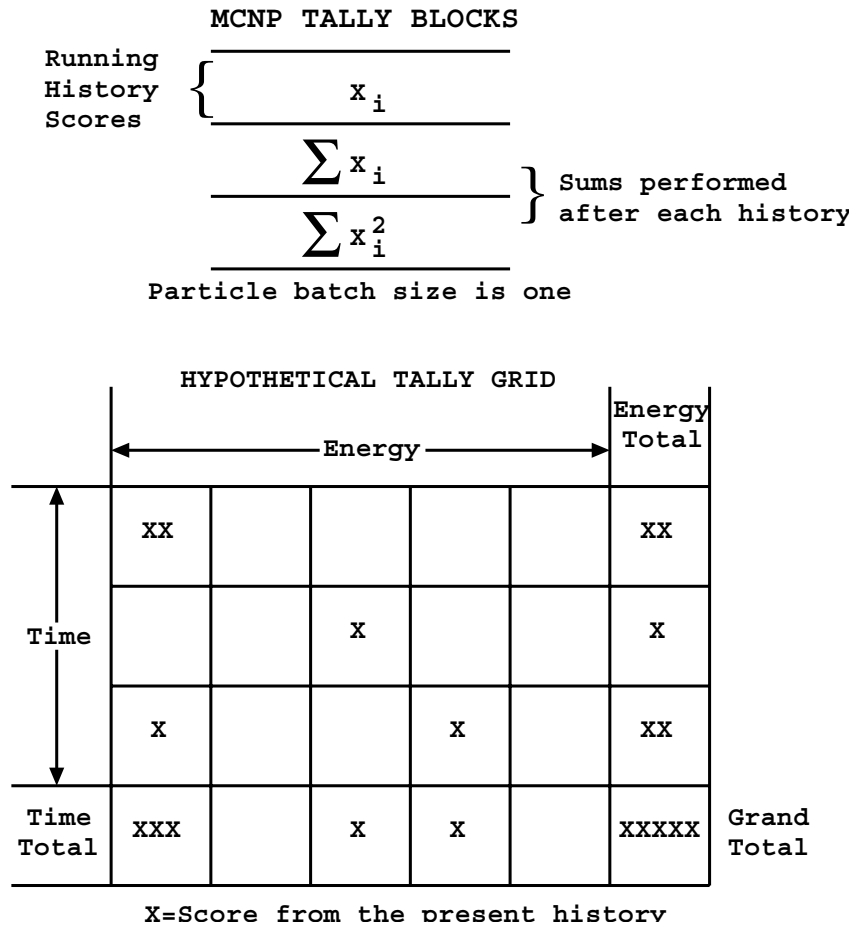 MCNP TALLY BLOCKS
Running
History
Scores
{
x i
∑ x i
∑ x i 2
} Sums performed
after each history
Particle batch size is one
HYPOTHETICAL TALLY GRID
Energy
Total
Energy
XX XX
Time
X X
X X XX
Time
Total
XXX X X XXXXX
Grand
Total
X=Score from the present history